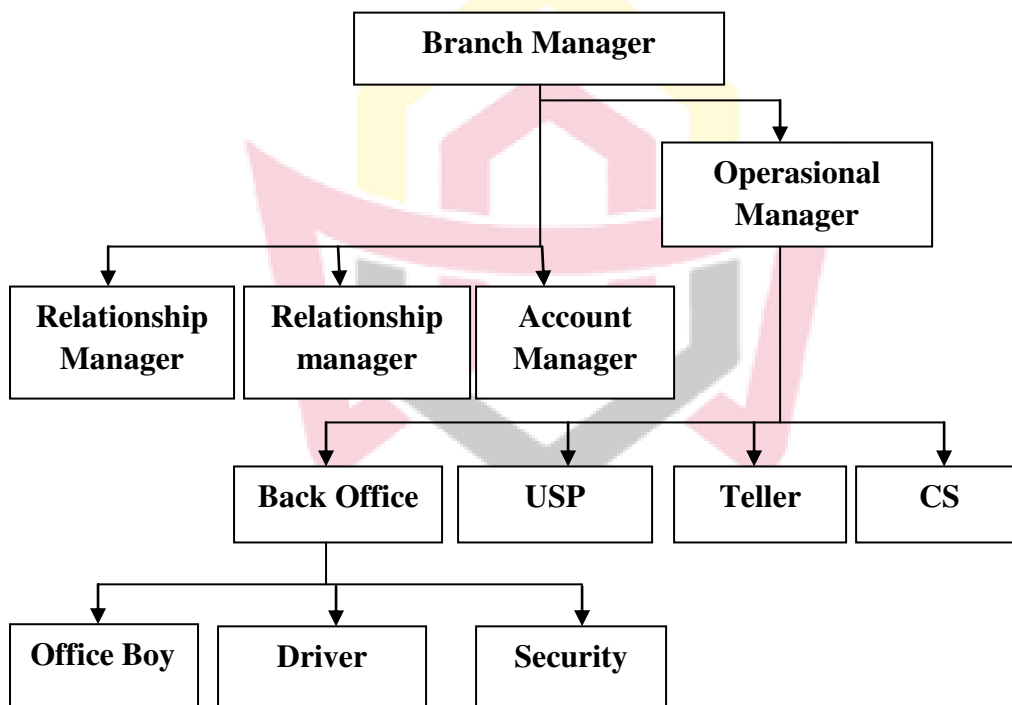 Branch Manager
Operasional
Manager
Relationship
Manager
Relationship
manager
Account
Manager
Back Office
USP
Teller
CS
Office Boy
Driver
Security